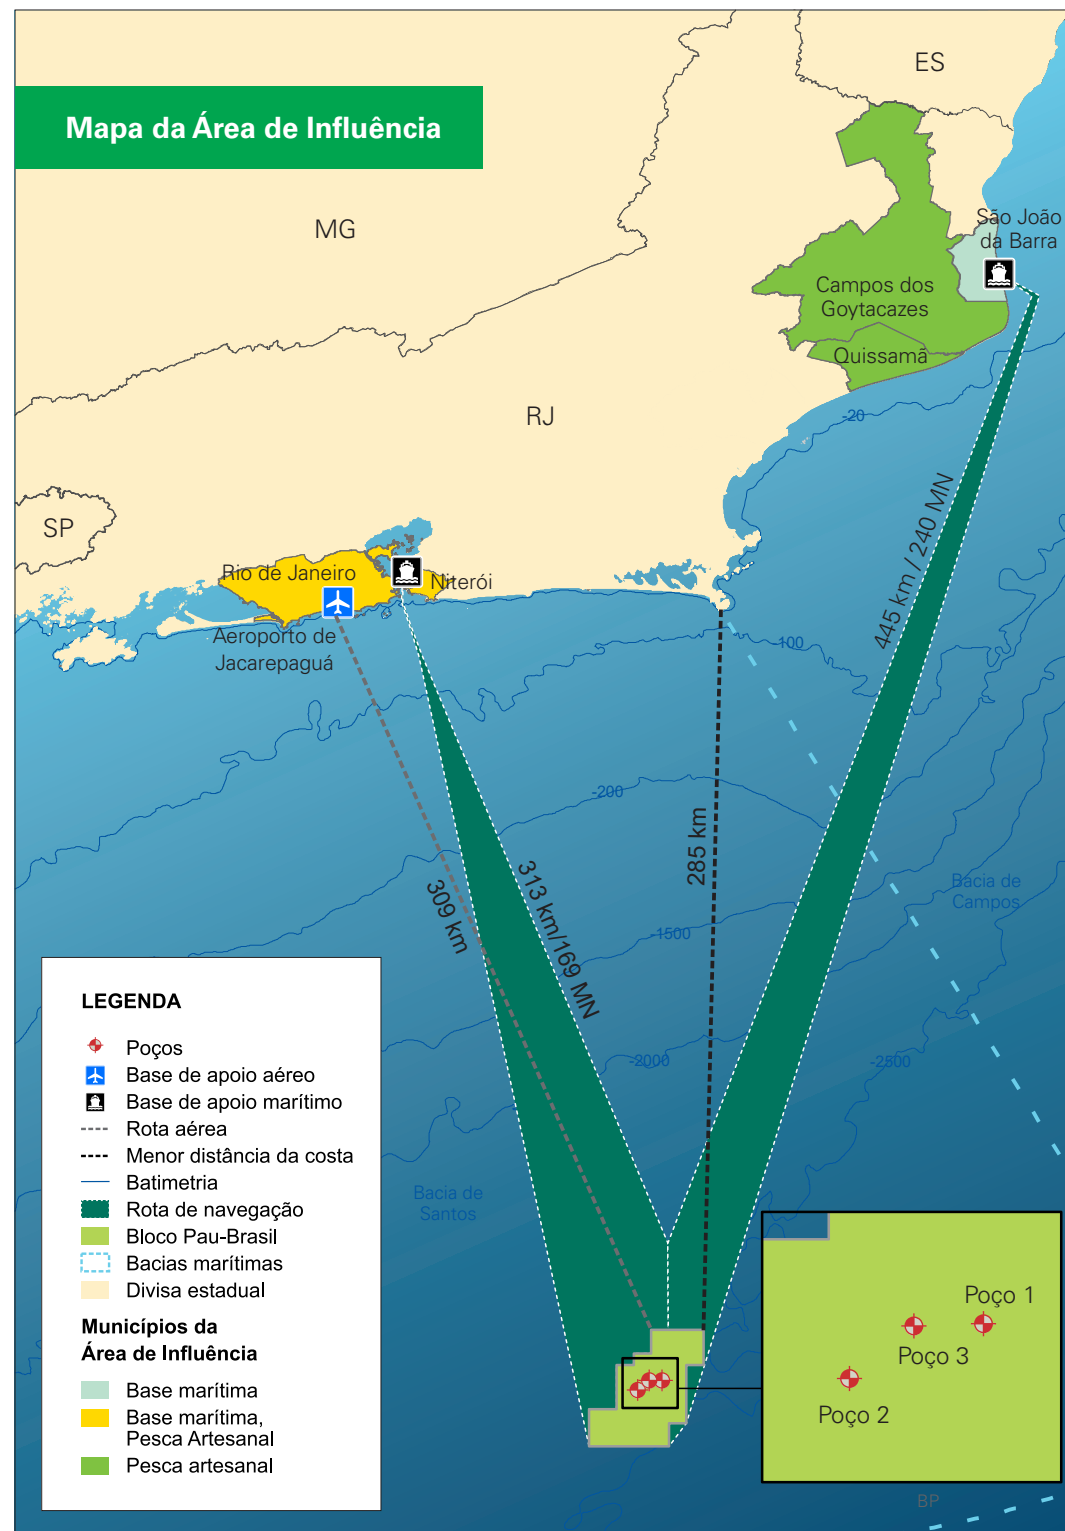 Mapa da Área de Influência
ES
MG
São João
da Barra
Campos dos
Goytacazes
Quissamã
RJ
-20
SP
445 km / 240 MN
Rio de Janeiro
Niterói
Aeroporto de
Jacarepaguá
-100
-200
285 km
313 km/169 MN
309 km
Bacia de
Campos
-1500
-2000
-2500
Bacia de
Santos
LEGENDA
Poços
Base de apoio aéreo
Base de apoio marítimo
Rota aérea
Menor distância da costa
Batimetria
Rota de navegação
Bloco Pau-Brasil
Bacias marítimas
Divisa estadual
Municípios da
Área de Influência
Base marítima
Base marítima,
Pesca Artesanal
Pesca artesanal
Poço 1
Poço 3
Poço 2
BP